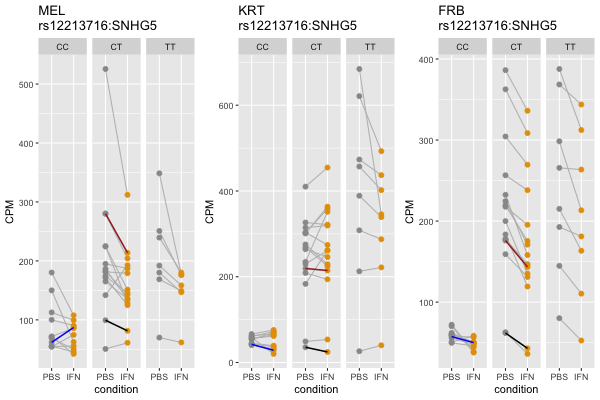 MEL
rs12213716:SNHG5
CC CT TT
CPM
500
400
300
200
100
PBS IFN PBS IFN PBS IFN
condition
KRT
rs12213716:SNHG5
CC CT TT
CPM
600
400
200
0
PBS IFN PBS IFN PBS IFN
condition
FRB
rs12213716:SNHG5
CC CT TT
CPM
400
300
200
100
PBS IFN PBS IFN PBS IFN
condition